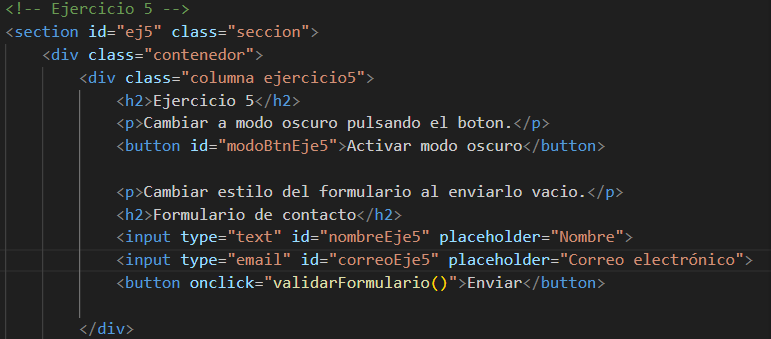 <!-- Ejercicio 5 -->
<section id="ej5" class="seccion">
<div class="contenedor">
<div class="columna ejercicio5">
<h2>Ejercicio 5</h2>
<p>Cambiar a modo oscuro pulsando el boton.</p>
<button id="modoBtnEje5">Activar modo oscuro</button>
<p>Cambiar estilo del formulario al enviarlo vacio.</p>
<h2>Formulario de contacto</h2>
<input type="text" id="nombreEje5" placeholder="Nombre">
<input type="email" id="correoEje5" placeholder="Correo electrónico">
<button onclick="validarFormulario()">Enviar</button>
</div>